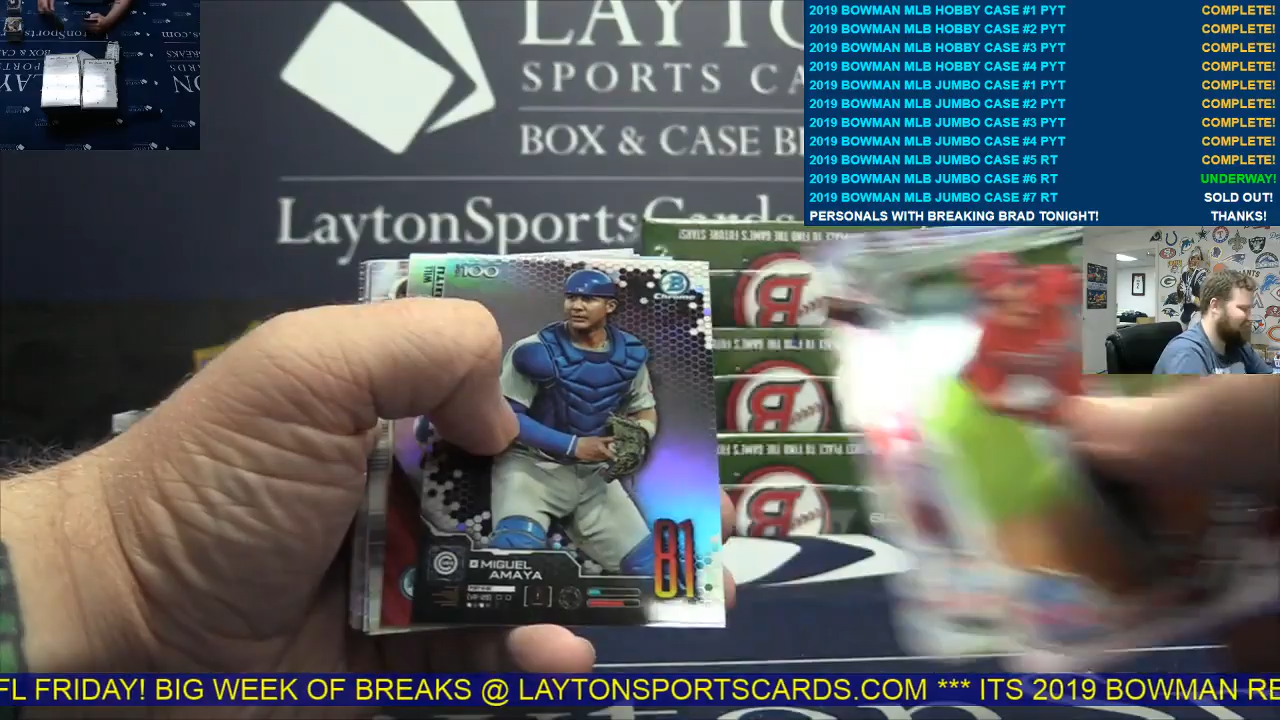 2019 BOWMAN MLB HOBBY CASE #1 PYT COMPLETE!
2019 BOWMAN MLB HOBBY CASE #2 PYT COMPLETE!
2019 BOWMAN MLB HOBBY CASE #3 PYT COMPLETE!
2019 BOWMAN MLB HOBBY CASE #4 PYT COMPLETE!
2019 BOWMAN MLB JUMBO CASE #1 PYT COMPLETE!
2019 BOWMAN MLB JUMBO CASE #2 PYT COMPLETE!
2019 BOWMAN MLB JUMBO CASE #3 PYT COMPLETE!
2019 BOWMAN MLB JUMBO CASE #4 PYT COMPLETE!
2019 BOWMAN MLB JUMBO CASE #5 RT COMPLETE!
2019 BOWMAN MLB JUMBO CASE #6 RT UNDERWAY!
2019 BOWMAN MLB JUMBO CASE #7 RT SOLD OUT!
PERSONALS WITH BREAKING BRAD TONIGHT! THANKS!
LAYTO
SPORTS CA
BOX & CASE B
LaytonSportsCards
100
B
Chrome
81
MIGUEL
AMAYA
FL FRIDAY! BIG WEEK OF BREAKS @ LAYTONSPORTSCARDS.COM *** ITS 2019 BOWMAN RE